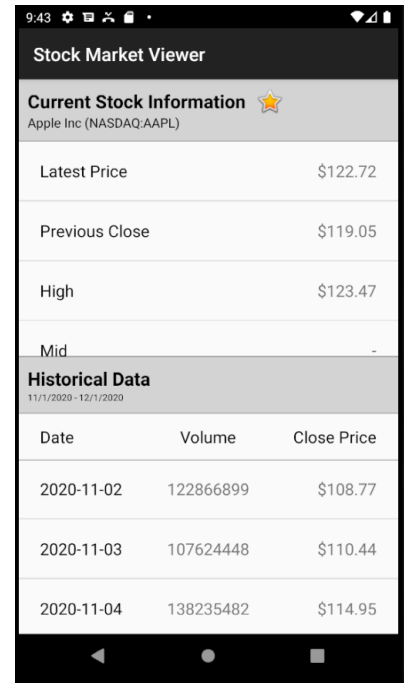 9:43
Stock Market Viewer
Current Stock Information
Apple Inc (NASDAQ:AAPL)
Latest Price $122.72
Previous Close $119.05
High $123.47
Mid -
Historical Data
11/1/2020 - 12/1/2020
Date Volume Close Price
2020-11-02 122866899 $108.77
2020-11-03 107624448 $110.44
2020-11-04 138235482 $114.95